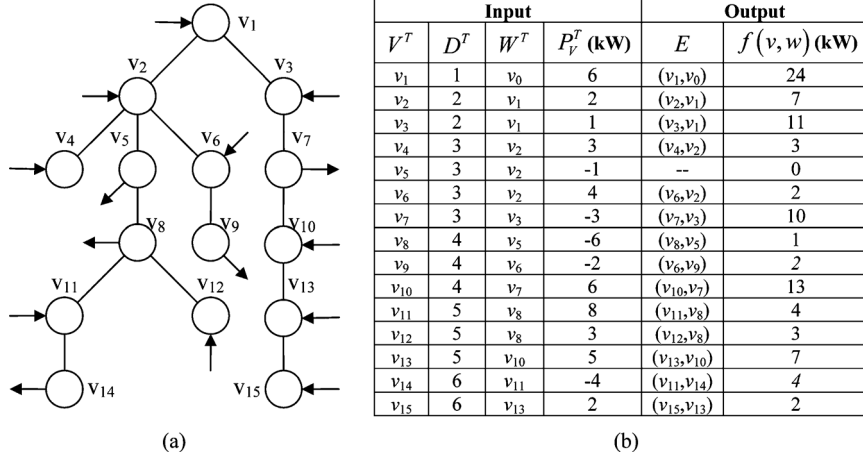 v1
v2
v3
v4
v5
v6
v7
v8
v9
v10
v11
v12
v13
v14
v15
(a)
Input Output
V^T D^T W^T P_V^T (kW) E f(v,w) (kW)
v1 1 v0 6 (v1,v0) 24
v2 2 v1 2 (v2,v1) 7
v3 2 v1 1 (v3,v1) 11
v4 3 v2 3 (v4,v2) 3
v5 3 v2 -1 -- 0
v6 3 v2 4 (v6,v2) 2
v7 3 v3 -3 (v7,v3) 10
v8 4 v5 -6 (v8,v5) 1
v9 4 v6 -2 (v6,v9) 2
v10 4 v7 6 (v10,v7) 13
v11 5 v8 8 (v11,v8) 4
v12 5 v8 3 (v12,v8) 3
v13 5 v10 5 (v13,v10) 7
v14 6 v11 -4 (v11,v14) 4
v15 6 v13 2 (v15,v13) 2
(b)